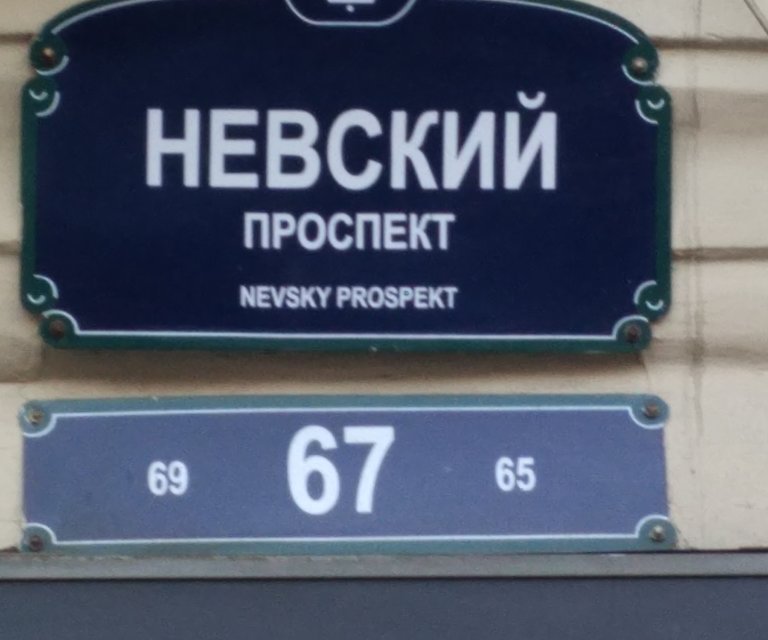 НЕВСКИЙ
ПРОСПЕКТ
NEVSKY PROSPEKT
69 67 65